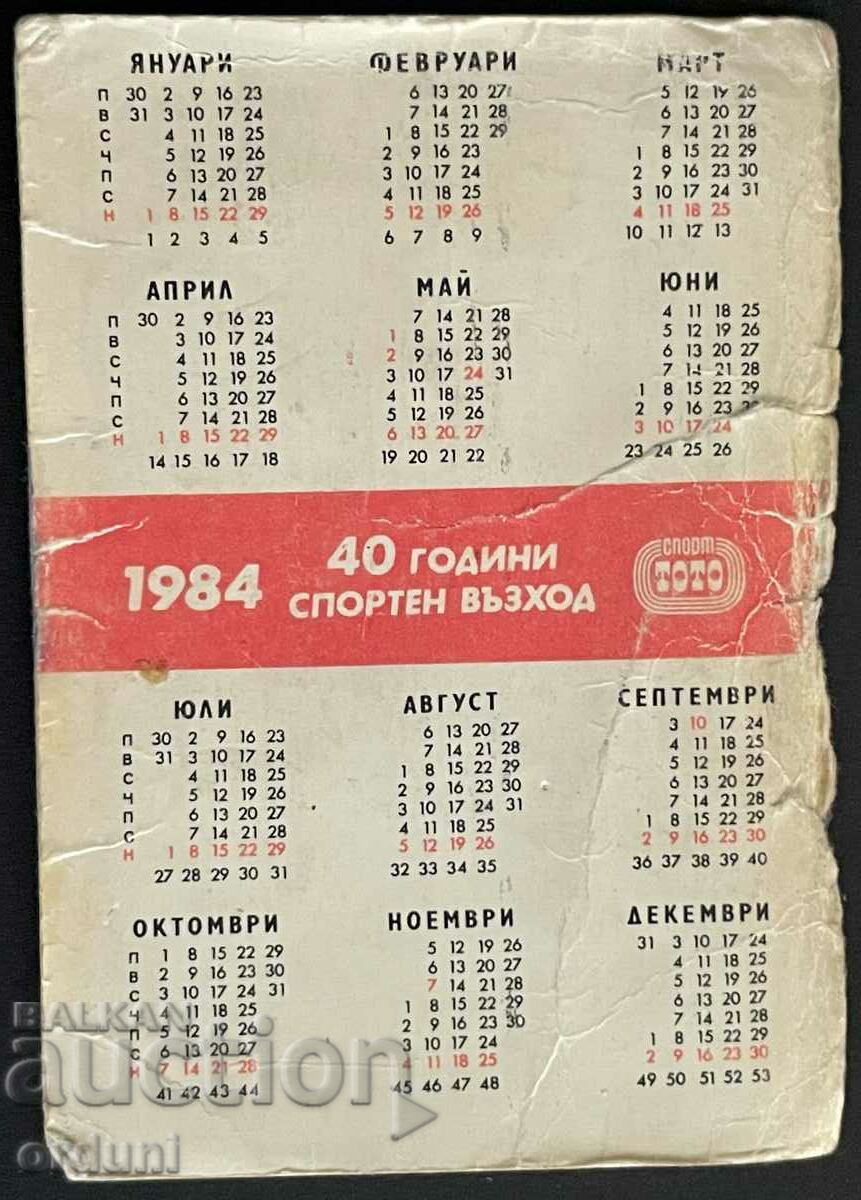 ЯНУАРИ ФЕВРУАРИ МАРТ
П 30 2 9 16 23 6 13 20 27 5 12 19 26
В 31 3 10 17 24 7 14 21 28 6 13 20 27
С 4 11 18 25 1 8 15 22 29 7 14 21 28
Ч 5 12 19 26 2 9 16 23 1 8 15 22 29
П 6 13 20 27 3 10 17 24 2 9 16 23 30
С 7 14 21 28 4 11 18 25 3 10 17 24 31
Н 1 8 15 22 29 5 12 19 26 4 11 18 25
1 2 3 4 5 6 7 8 9 10 11 12 13
АПРИЛ МАЙ ЮНИ
П 30 2 9 16 23 7 14 21 28 4 11 18 25
В 3 10 17 24 1 8 15 22 29 5 12 19 26
С 4 11 18 25 2 9 16 23 30 6 13 20 27
Ч 5 12 19 26 3 10 17 24 31 7 14 21 28
П 6 13 20 27 4 11 18 25 1 8 15 22 29
С 7 14 21 28 5 12 19 26 2 9 16 23 30
Н 1 8 15 22 29 6 13 20 27 3 10 17 24
14 15 16 17 18 19 20 21 22 23 24 25 26
1984 40 ГОДИНИ СПОРТЕН ВЪЗХОД
спорт ТОТО
ЮЛИ АВГУСТ СЕПТЕМВРИ
П 30 2 9 16 23 6 13 20 27 3 10 17 24
В 31 3 10 17 24 7 14 21 28 4 11 18 25
С 4 11 18 25 1 8 15 22 29 5 12 19 26
Ч 5 12 19 26 2 9 16 23 30 6 13 20 27
П 6 13 20 27 3 10 17 24 31 7 14 21 28
С 7 14 21 28 4 11 18 25 1 8 15 22 29
Н 1 8 15 22 29 5 12 19 26 2 9 16 23 30
27 28 29 30 31 32 33 34 35 36 37 38 39 40
ОКТОМВРИ НОЕМВРИ ДЕКЕМВРИ
П 1 8 15 22 29 5 12 19 26 31 3 10 17 24
В 2 9 16 23 30 6 13 20 27 4 11 18 25
С 3 10 17 24 31 7 14 21 28 5 12 19 26
Ч 4 11 18 25 1 8 15 22 29 6 13 20 27
П 5 12 19 26 2 9 16 23 30 7 14 21 28
С 6 13 20 27 3 10 17 24 1 8 15 22 29
Н 7 14 21 28 4 11 18 25 2 9 16 23 30
41 42 43 44 45 46 47 48 49 50 51 52 53
BALKAN
auction
orduni